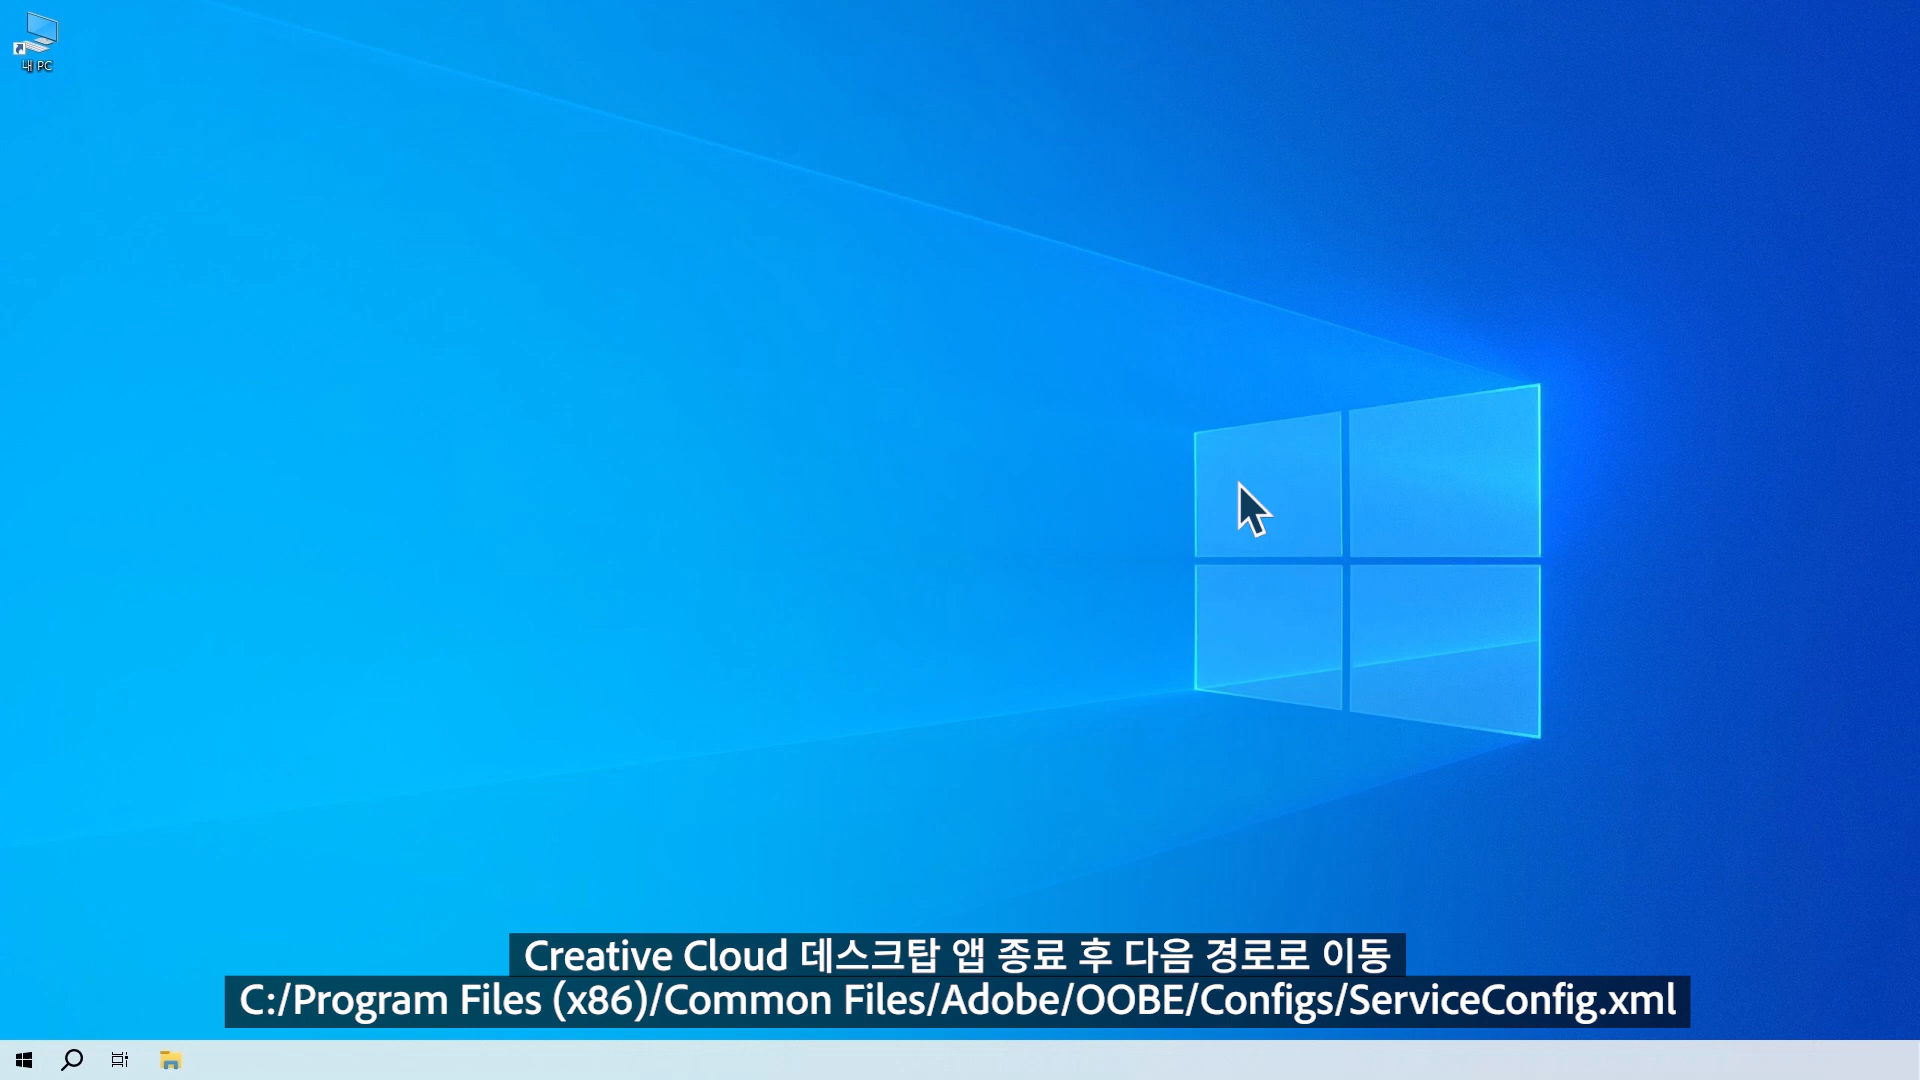 내 PC
Creative Cloud 데스크탑 앱 종료 후 다음 경로로 이동
C:/Program Files (x86)/Common Files/Adobe/OOBE/Configs/ServiceConfig.xml